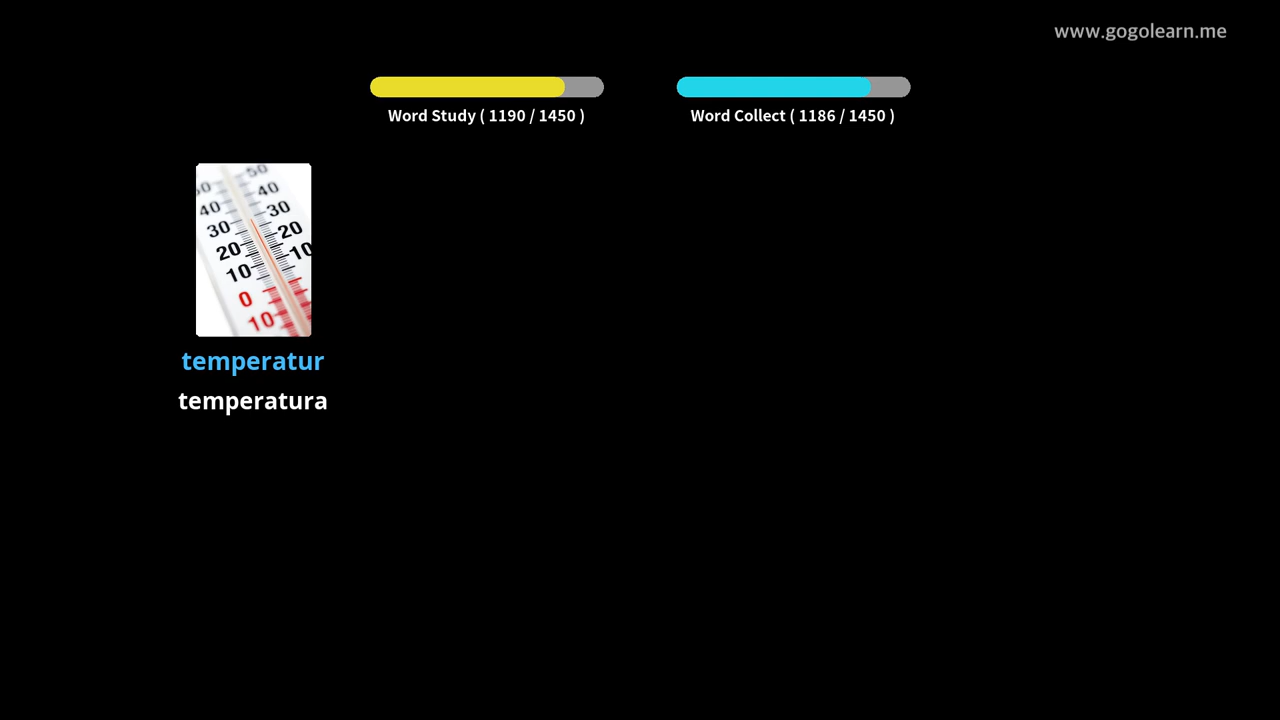 www.gogolearn.me
Word Study ( 1190 / 1450 )
Word Collect ( 1186 / 1450 )
50
40 40
30 30
20 20
10 10
0
10
temperatur
temperatura